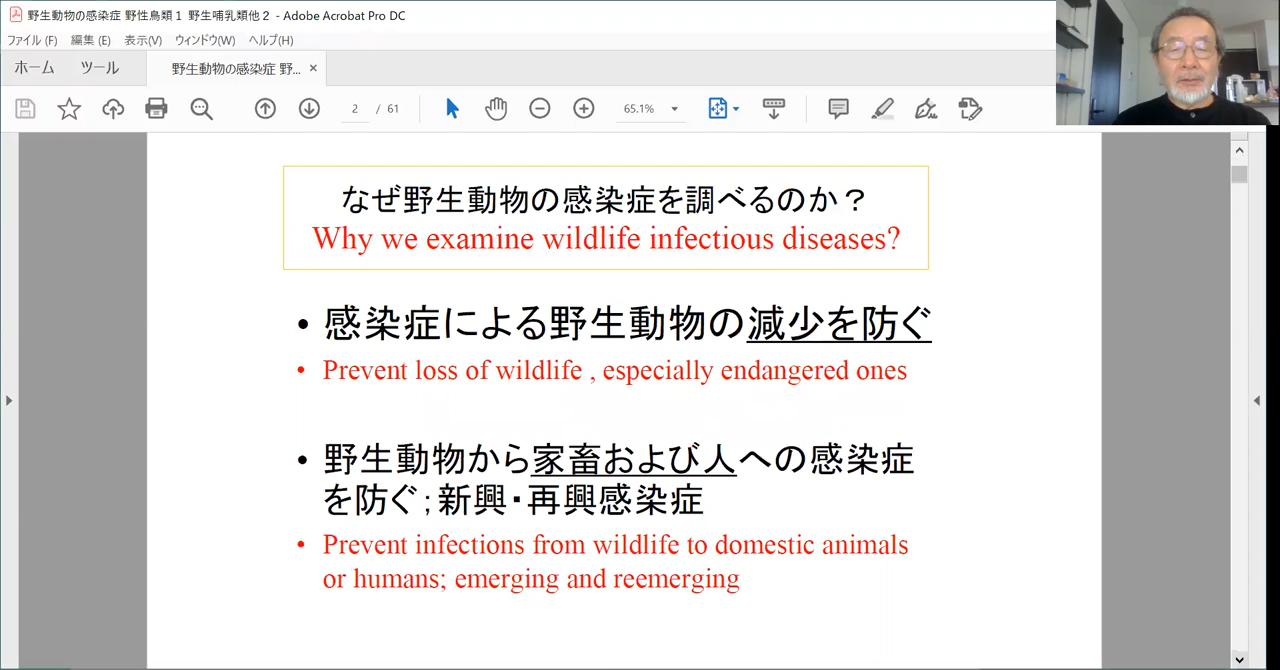 野生動物の感染症 野性鳥類１ 野生哺乳類他２ - Adobe Acrobat Pro DC
ファイル(F) 編集(E) 表示(V) ウィンドウ(W) ヘルプ(H)
ホーム ツール 野生動物の感染症 野... ×
2 / 61 65.1%
なぜ野生動物の感染症を調べるのか？
Why we examine wildlife infectious diseases?
• 感染症による野生動物の減少を防ぐ
• Prevent loss of wildlife , especially endangered ones
• 野生動物から家畜および人への感染症
を防ぐ；新興・再興感染症
• Prevent infections from wildlife to domestic animals
or humans; emerging and reemerging